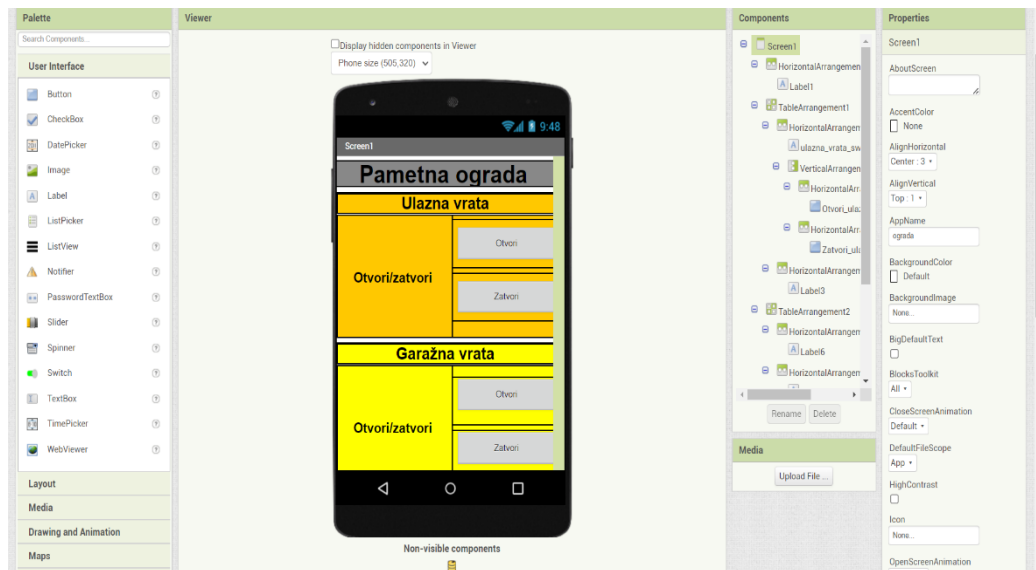 Palette
Search Components...
User Interface
Button
CheckBox
DatePicker
Image
Label
ListPicker
ListView
Notifier
PasswordTextBox
Slider
Spinner
Switch
TextBox
TimePicker
WebViewer
Layout
Media
Drawing and Animation
Maps
Viewer
Display hidden components in Viewer
Phone size (505,320)
9:48
Screen1
Pametna ograda
Ulazna vrata
Otvori/zatvori
Otvori
Zatvori
Garažna vrata
Otvori/zatvori
Otvori
Zatvori
Non-visible components
Components
Screen1
HorizontalArrangemen
Label1
TableArrangement1
HorizontalArrangem
ulazna_vrata_sw
VerticalArrangen
HorizontalArr
Otvori_ula
HorizontalArr
Zatvori_ul
HorizontalArrangem
Label3
TableArrangement2
HorizontalArrangem
Label6
HorizontalArrangem
Rename Delete
Media
Upload File ...
Properties
Screen1
AboutScreen
AccentColor
None
AlignHorizontal
Center : 3
AlignVertical
Top : 1
AppName
ograda
BackgroundColor
Default
BackgroundImage
None...
BigDefaultText
BlocksToolkit
All
CloseScreenAnimation
Default
DefaultFileScope
App
HighContrast
Icon
None...
OpenScreenAnimation